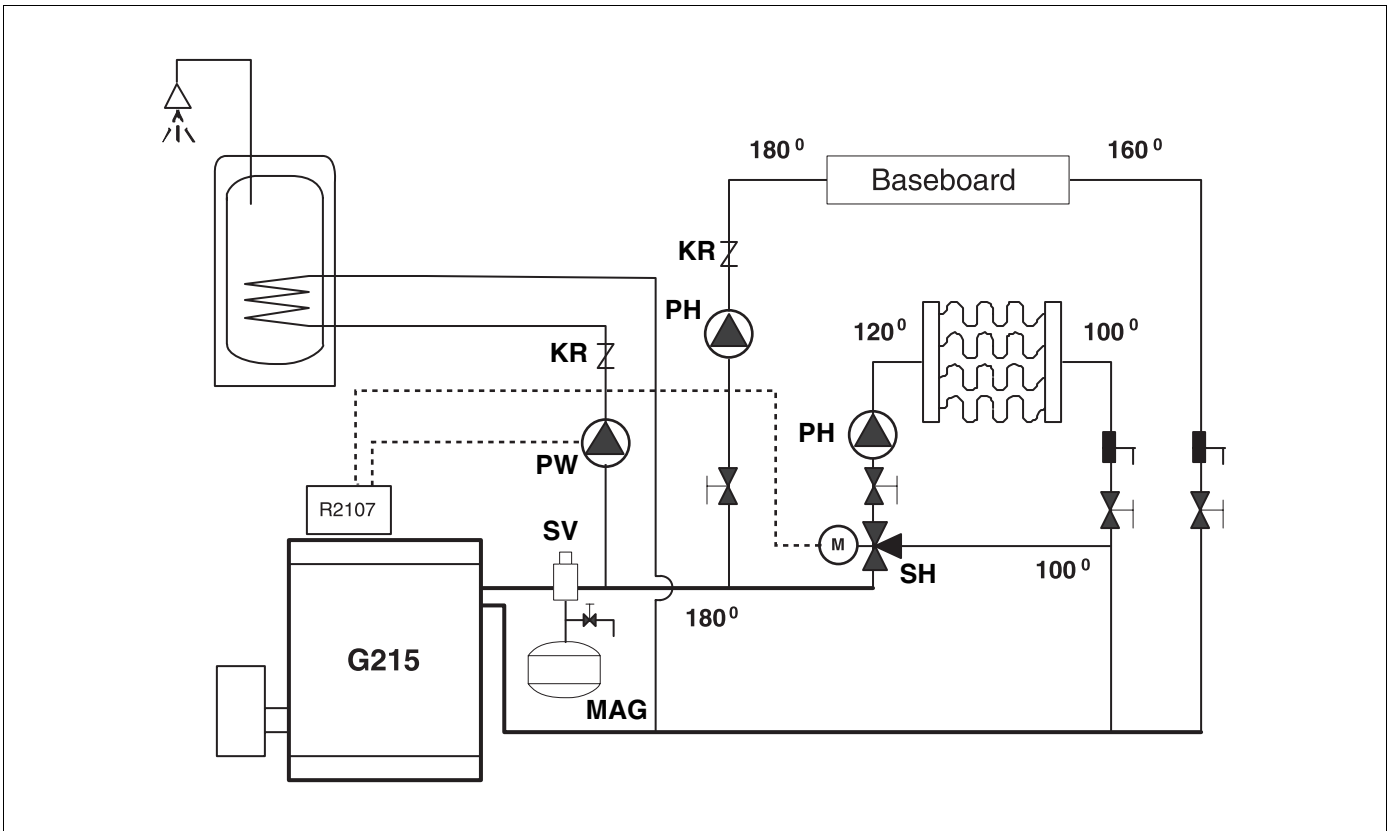 180⁰
160⁰
Baseboard
KR
PH
120⁰
100⁰
KR
PH
PW
R2107
SV
M
SH
100⁰
180⁰
G215
MAG